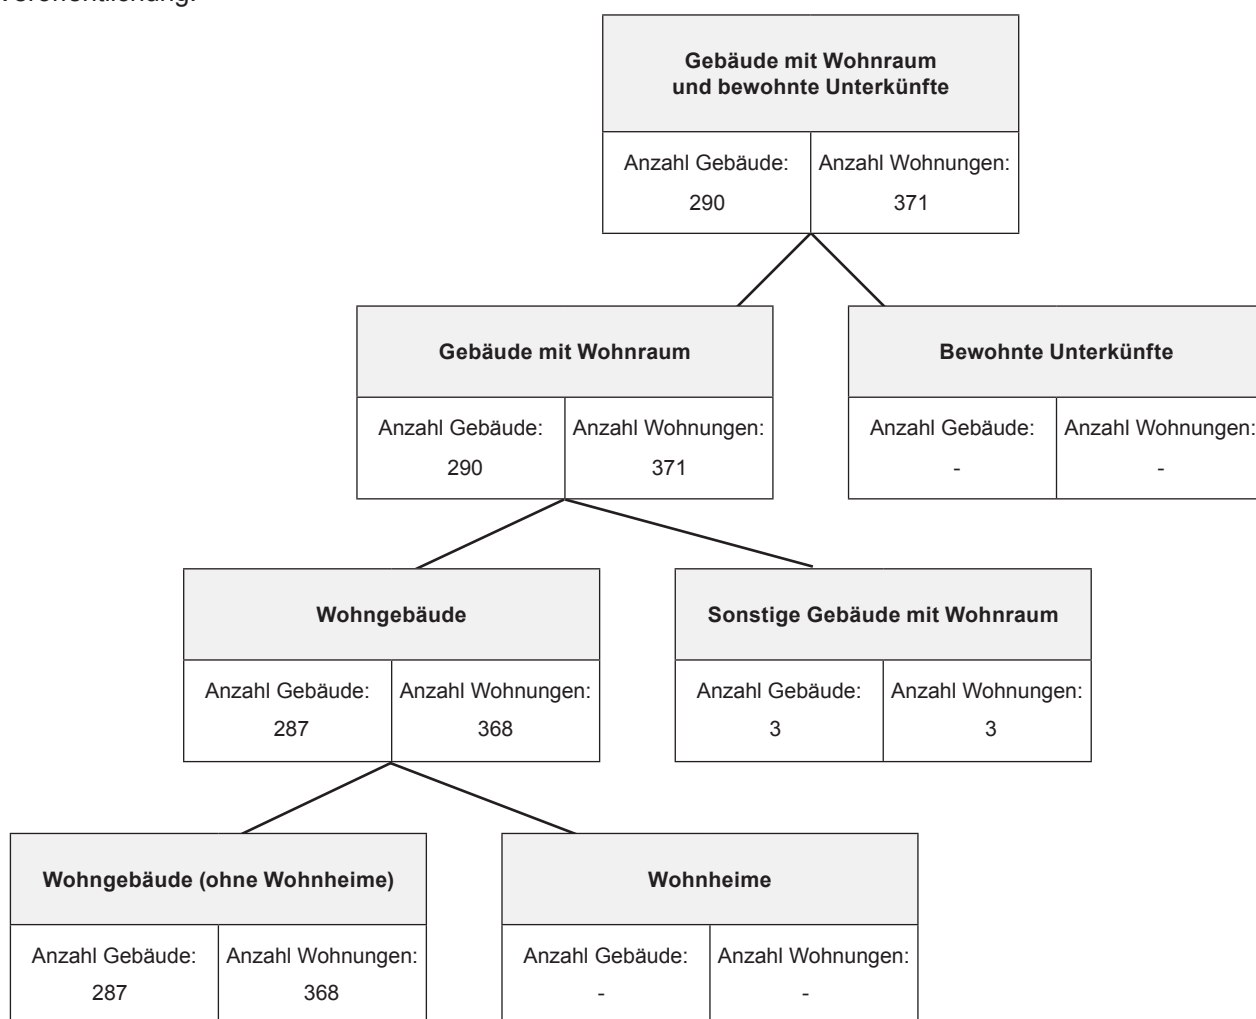 Veröffentlichung.
Gebäude mit Wohnraum
und bewohnte Unterkünfte
Anzahl Gebäude: Anzahl Wohnungen:
290 371
Gebäude mit Wohnraum
Anzahl Gebäude: Anzahl Wohnungen:
290 371
Bewohnte Unterkünfte
Anzahl Gebäude: Anzahl Wohnungen:
- -
Wohngebäude
Anzahl Gebäude: Anzahl Wohnungen:
287 368
Sonstige Gebäude mit Wohnraum
Anzahl Gebäude: Anzahl Wohnungen:
3 3
Wohngebäude (ohne Wohnheime)
Anzahl Gebäude: Anzahl Wohnungen:
287 368
Wohnheime
Anzahl Gebäude: Anzahl Wohnungen:
- -